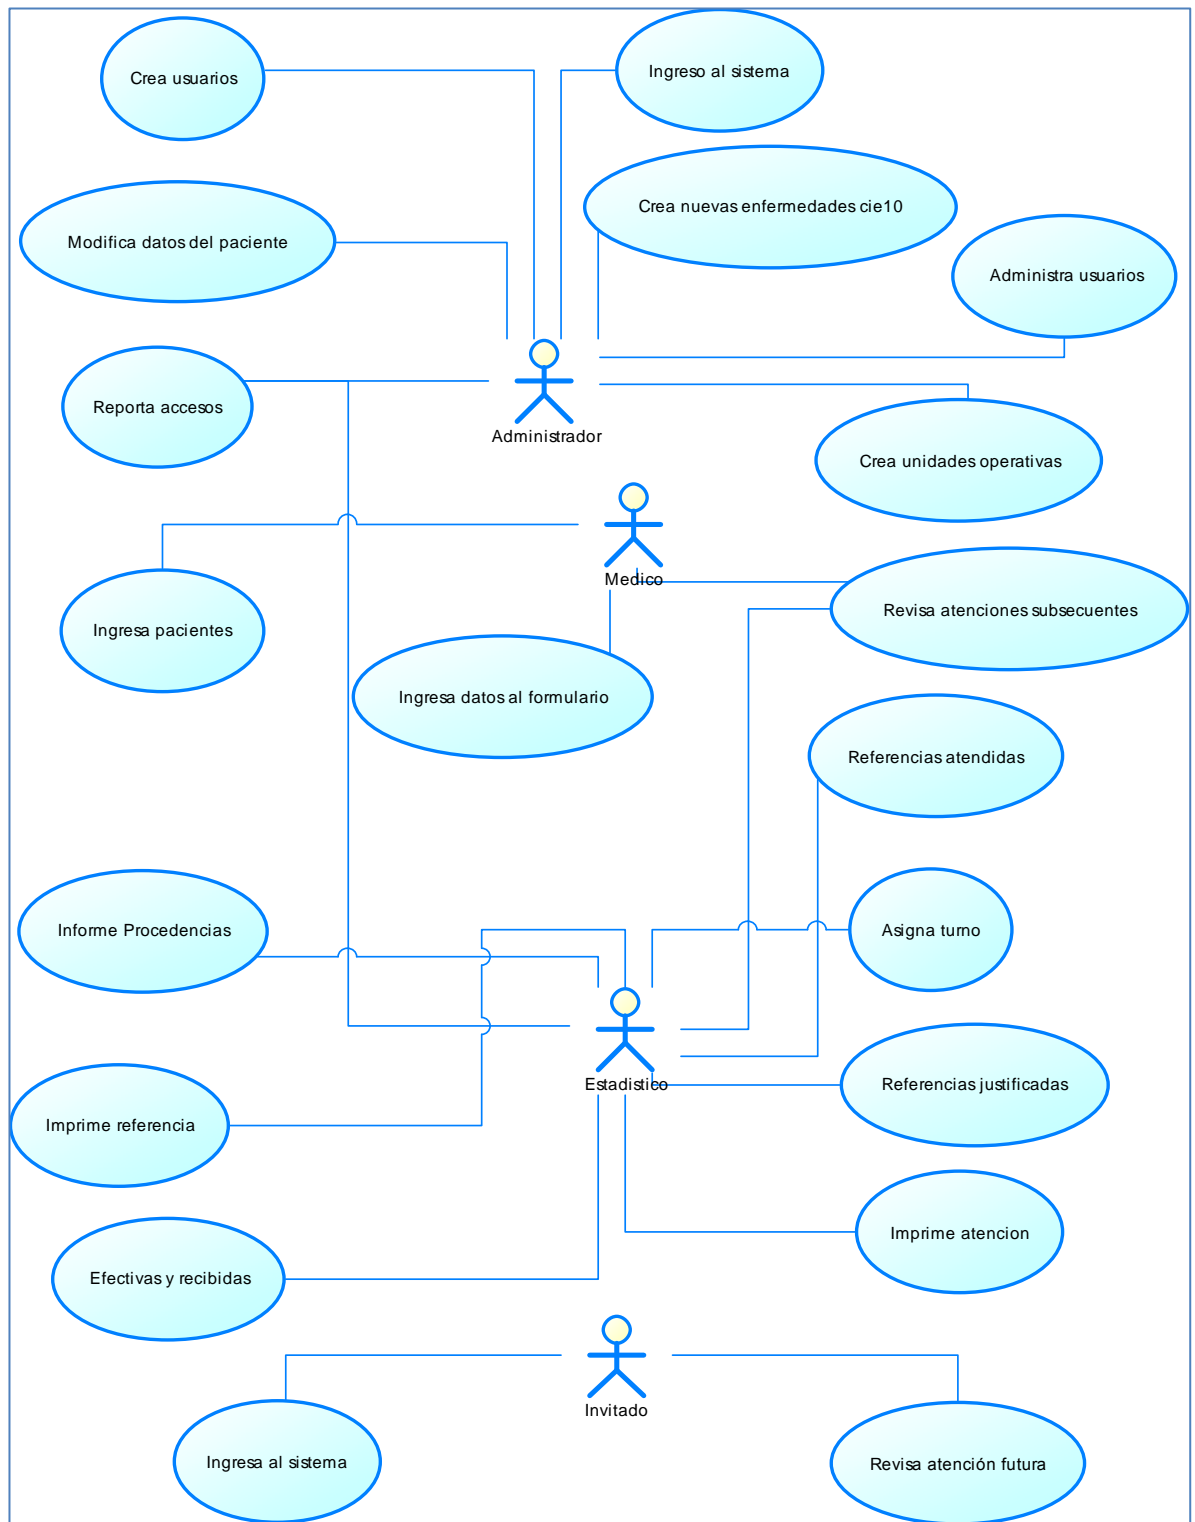 Crea usuarios
Ingreso al sistema
Crea nuevas enfermedades cie10
Modifica datos del paciente
Administra usuarios
Reporta accesos
Administrador
Crea unidades operativas
Medico
Revisa atenciones subsecuentes
Ingresa pacientes
Ingresa datos al formulario
Referencias atendidas
Informe Procedencias
Asigna turno
Estadistico
Referencias justificadas
Imprime referencia
Imprime atencion
Efectivas y recibidas
Invitado
Ingresa al sistema
Revisa atención futura